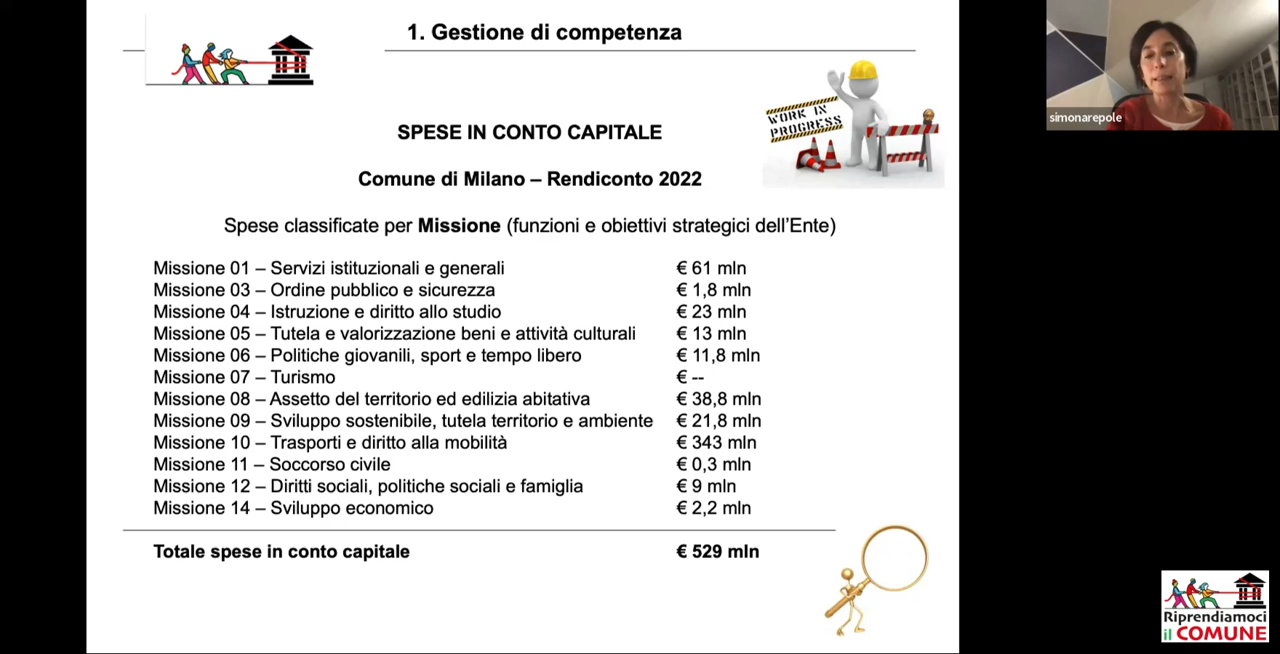 1. Gestione di competenza
WORK IN
PROGRESS
SPESE IN CONTO CAPITALE
Comune di Milano – Rendiconto 2022
Spese classificate per Missione (funzioni e obiettivi strategici dell'Ente)
Missione 01 – Servizi istituzionali e generali € 61 mln
Missione 03 – Ordine pubblico e sicurezza € 1,8 mln
Missione 04 – Istruzione e diritto allo studio € 23 mln
Missione 05 – Tutela e valorizzazione beni e attività culturali € 13 mln
Missione 06 – Politiche giovanili, sport e tempo libero € 11,8 mln
Missione 07 – Turismo € --
Missione 08 – Assetto del territorio ed edilizia abitativa € 38,8 mln
Missione 09 – Sviluppo sostenibile, tutela territorio e ambiente € 21,8 mln
Missione 10 – Trasporti e diritto alla mobilità € 343 mln
Missione 11 – Soccorso civile € 0,3 mln
Missione 12 – Diritti sociali, politiche sociali e famiglia € 9 mln
Missione 14 – Sviluppo economico € 2,2 mln
Totale spese in conto capitale € 529 mln
simonarepole
Riprendiamoci
il COMUNE